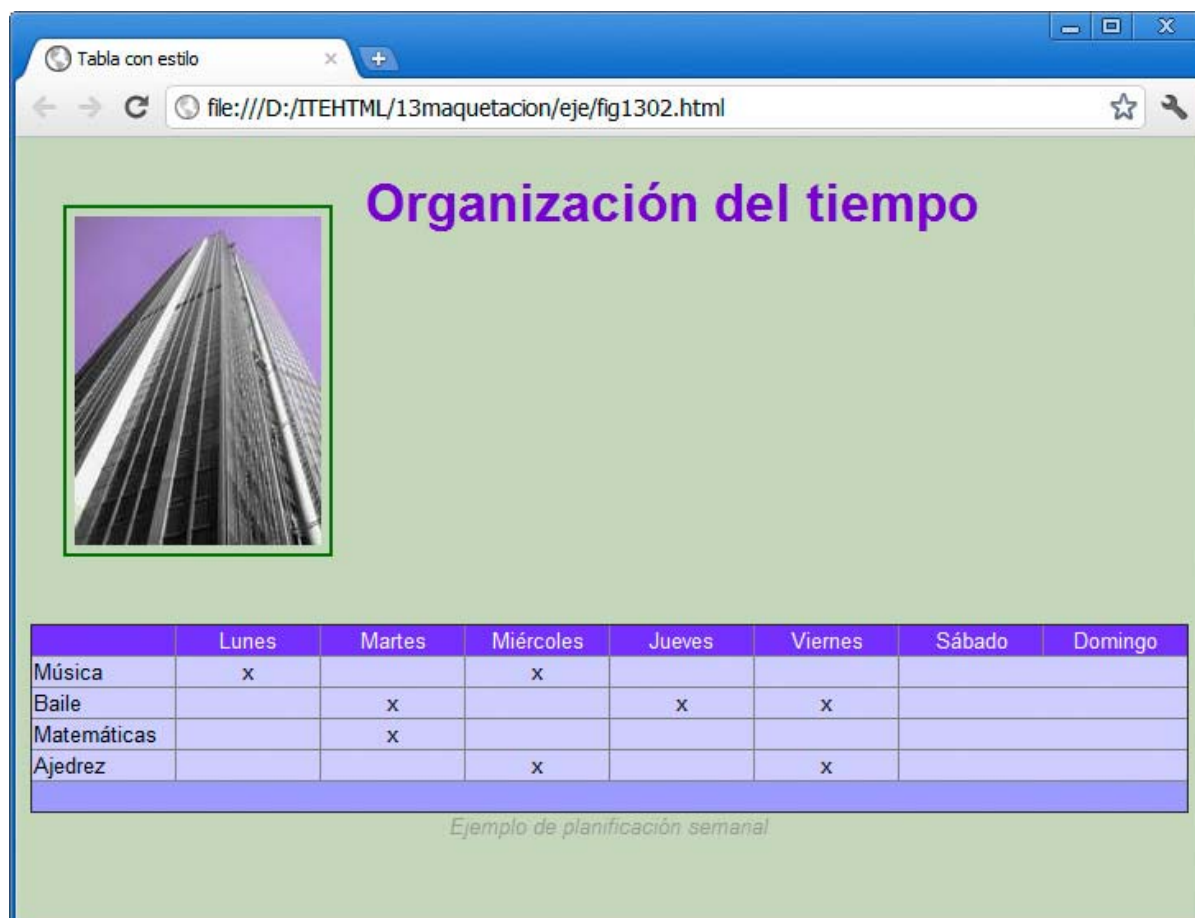 Tabla con estilo
file:///D:/ITEHTML/13maquetacion/eje/fig1302.html
Organización del tiempo
Lunes Martes Miércoles Jueves Viernes Sábado Domingo
Música x x
Baile x x x
Matemáticas x
Ajedrez x x
Ejemplo de planificación semanal